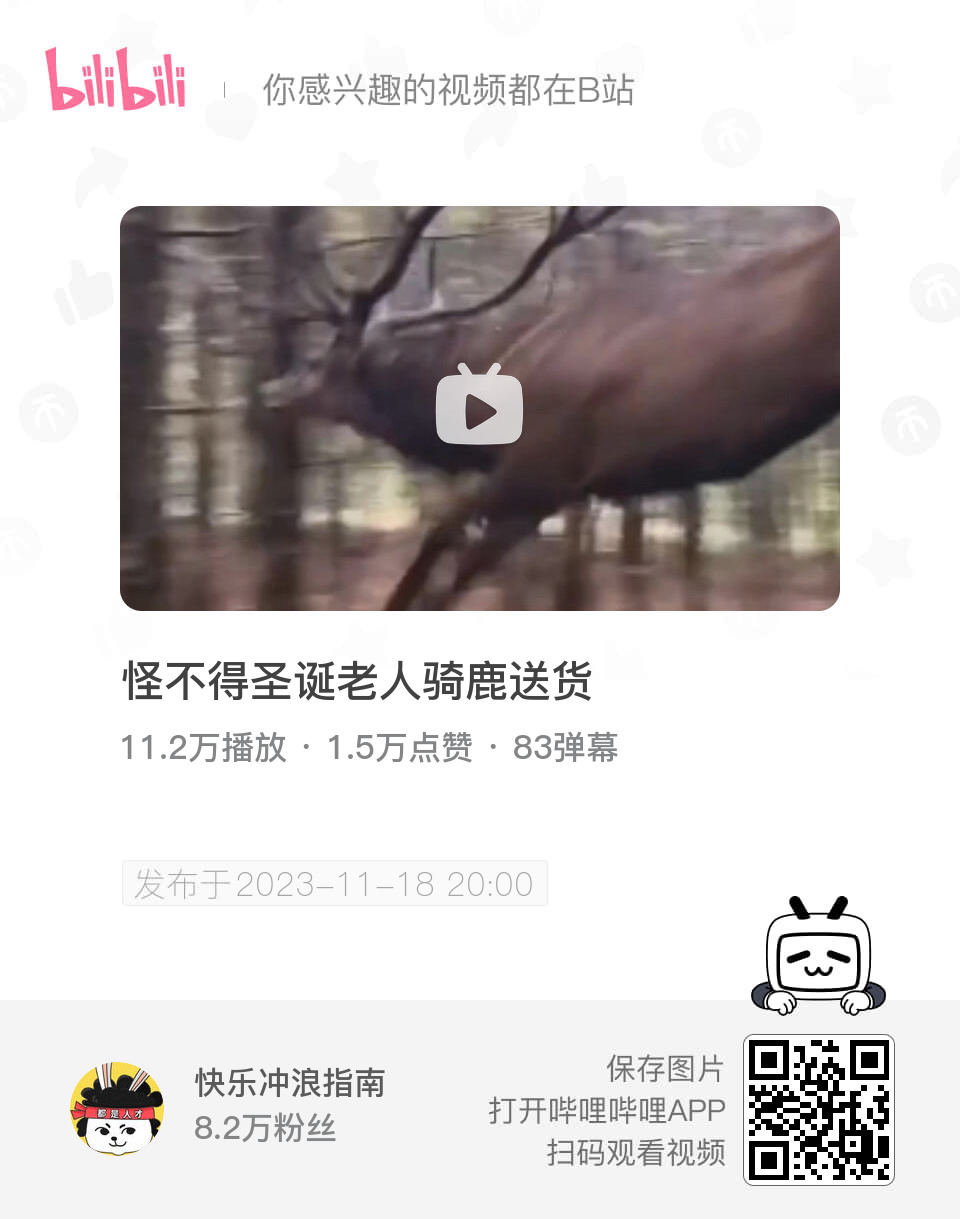 bilibili
你感兴趣的视频都在B站
怪不得圣诞老人骑鹿送货
11.2万播放 · 1.5万点赞 · 83弹幕
发布于2023-11-18 20:00
都是人才
快乐冲浪指南
8.2万粉丝
保存图片
打开哔哩哔哩APP
扫码观看视频